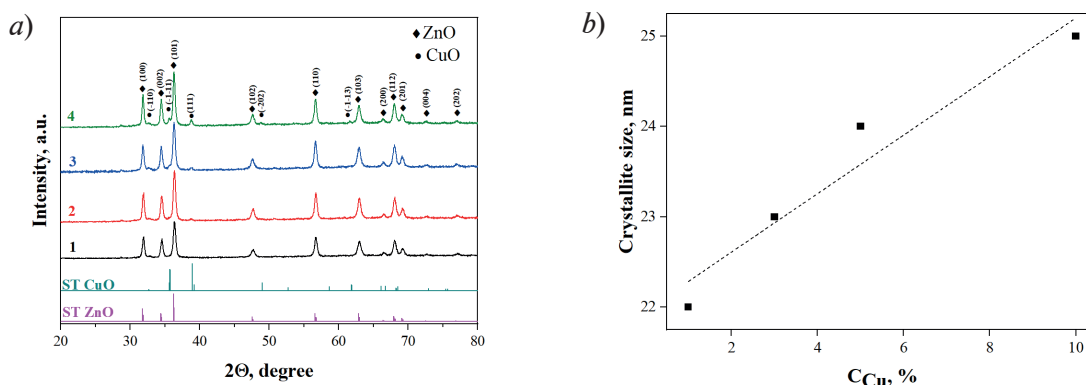 a)
Intensity, a.u.
◆ ZnO
• CuO
◆ (100)
• (-110)
◆ (002)
• (-1-11)
◆ (101)
• (111)
◆ (102)
• (-202)
◆ (110)
• (-1-13)
◆ (103)
◆ (200)
◆ (112)
◆ (201)
◆ (004)
◆ (202)
4
3
2
1
ST CuO
ST ZnO
20 30 40 50 60 70 80
2Θ, degree
b)
Crystallite size, nm
25
24
23
22
2 4 6 8 10
C_Cu, %